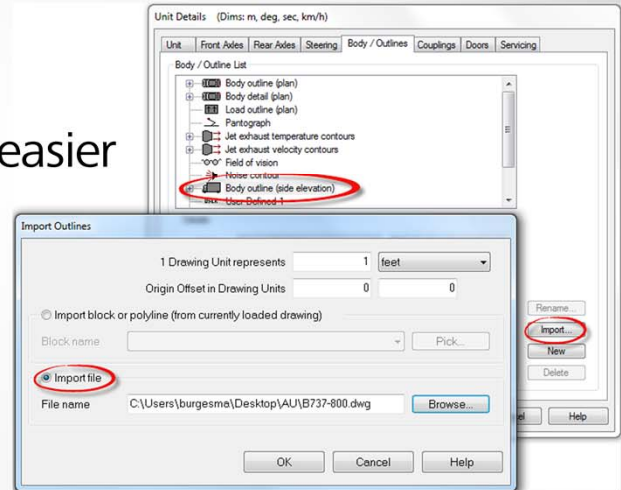 easier
Unit Details (Dims: m, deg, sec, km/h)
Unit Front Axles Rear Axles Steering Body / Outlines Couplings Doors Servicing
Body / Outline List
Body outline (plan)
Body detail (plan)
Load outline (plan)
Pantograph
Jet exhaust temperature contours
Jet exhaust velocity contours
Field of vision
Noise contour
Body outline (side elevation)
User Defined 1
Rename...
Import...
New
Delete
Help
Import Outlines
1 Drawing Unit represents 1 feet
Origin Offset in Drawing Units 0 0
Import block or polyline (from currently loaded drawing)
Block name Pick...
Import file
File name C:\Users\burgesma\Desktop\AU\B737-800.dwg Browse...
OK Cancel Help